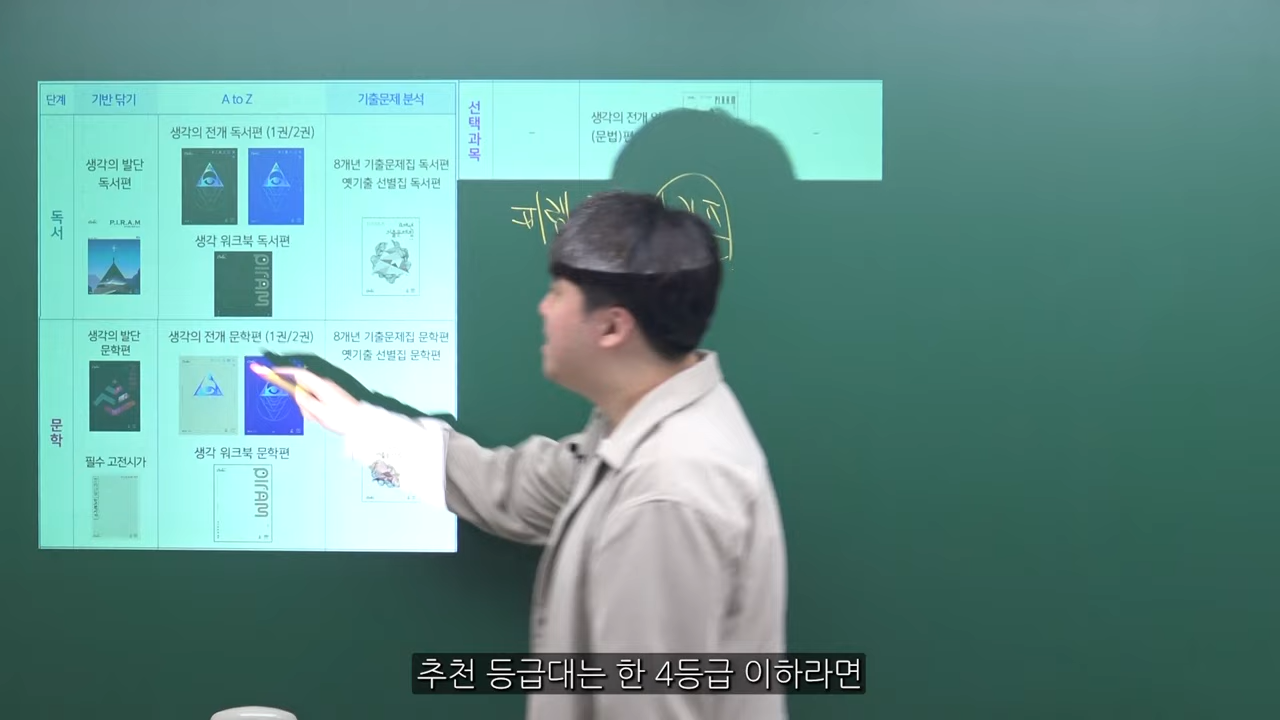 단계
기반 닦기
A to Z
기출문제 분석
독서
생각의 발단
독서편
P.I.R.A.M
생각의 전개 독서편 (1권/2권)
생각 워크북 독서편
piram
8개년 기출문제집 독서편
옛기출 선별집 독서편
문학
생각의 발단
문학편
필수 고전시가
생각의 전개 문학편 (1권/2권)
생각 워크북 문학편
piram
8개년 기출문제집 문학편
옛기출 선별집 문학편
선택과목
-
생각의 전개
(문법)편
P.I.R.A.M
-
추천 등급대는 한 4등급 이하라면